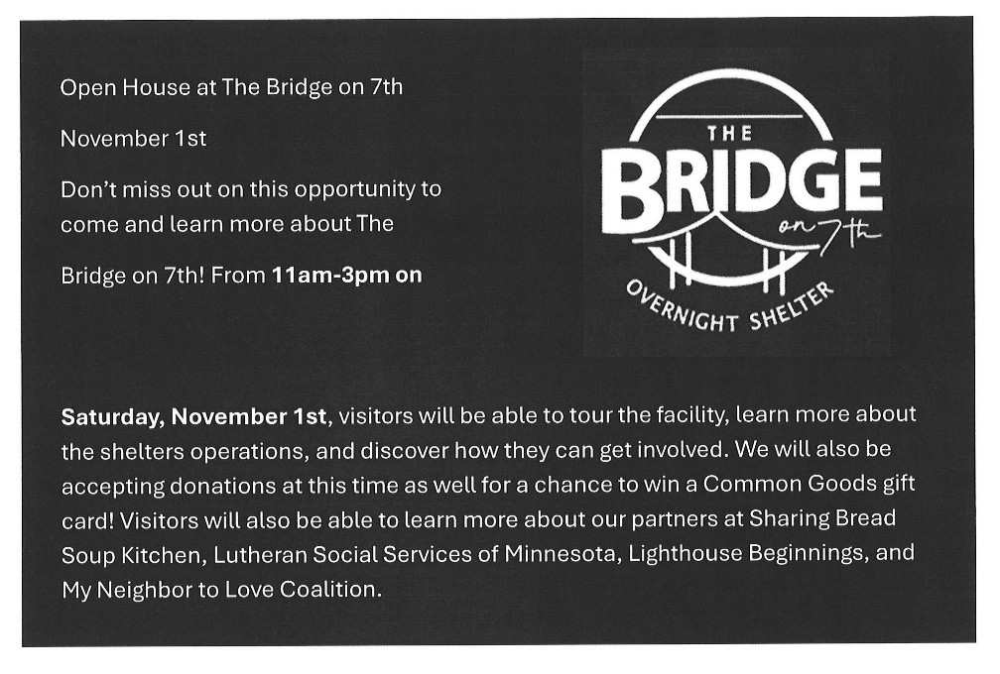 Open House at The Bridge on 7th
November 1st
Don't miss out on this opportunity to
come and learn more about The
Bridge on 7th! From 11am-3pm on
THE
BRIDGE
on 7th
OVERNIGHT SHELTER
Saturday, November 1st, visitors will be able to tour the facility, learn more about
the shelters operations, and discover how they can get involved. We will also be
accepting donations at this time as well for a chance to win a Common Goods gift
card! Visitors will also be able to learn more about our partners at Sharing Bread
Soup Kitchen, Lutheran Social Services of Minnesota, Lighthouse Beginnings, and
My Neighbor to Love Coalition.